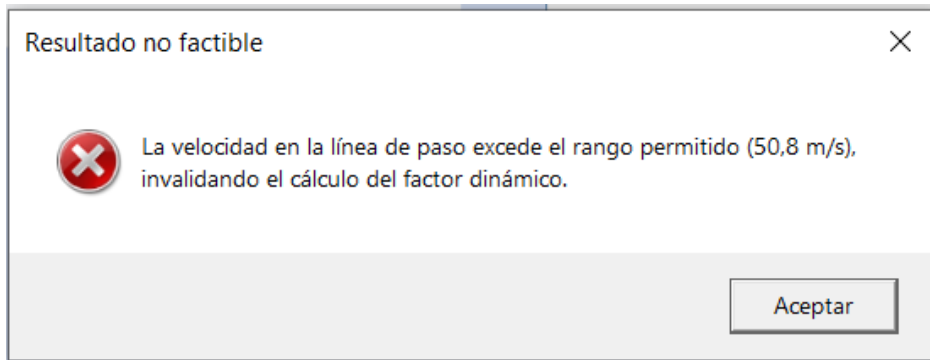 Resultado no factible
La velocidad en la línea de paso excede el rango permitido (50,8 m/s),
invalidando el cálculo del factor dinámico.
Aceptar